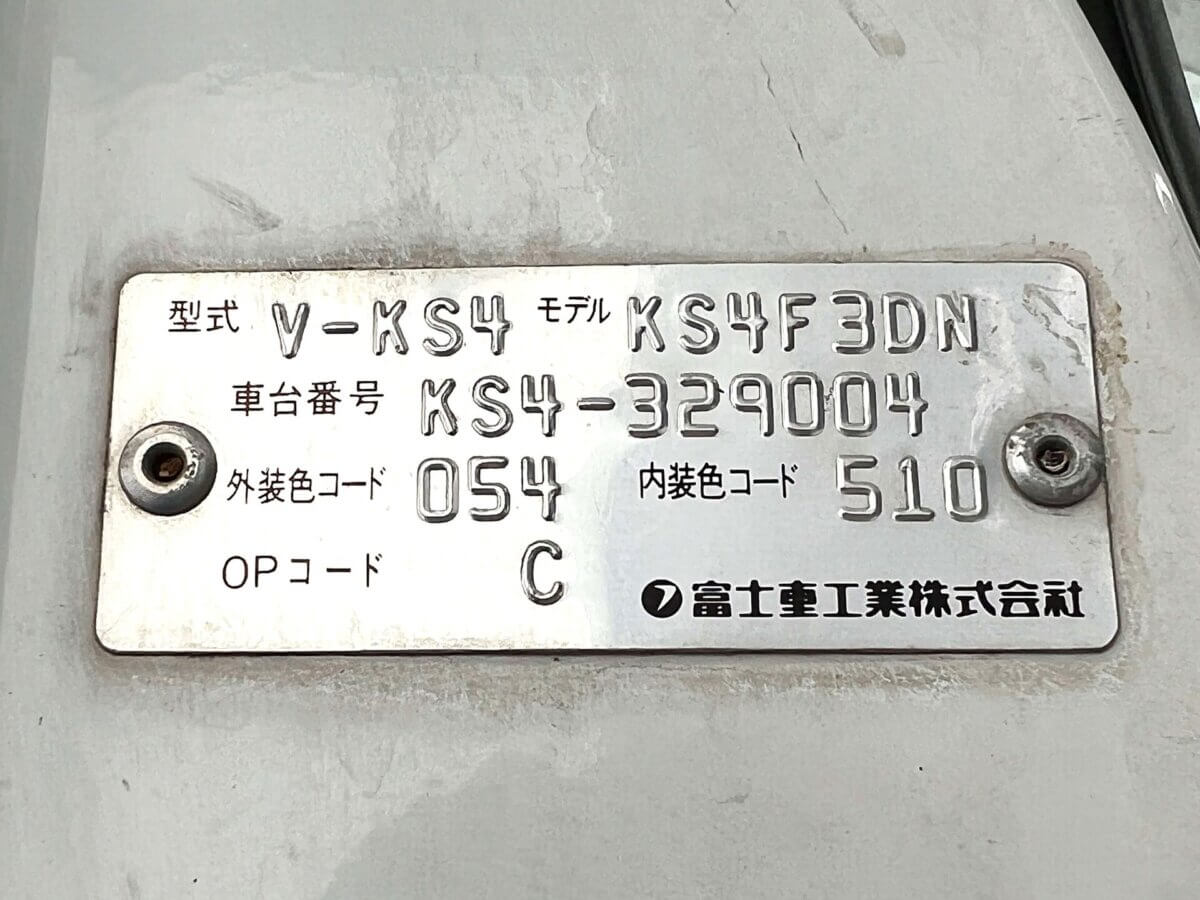 型式 V-KS4 モデル KS4F3DN
車台番号 KS4-329004
外装色コード 054 内装色コード 510
OPコード C
富士重工業株式会社